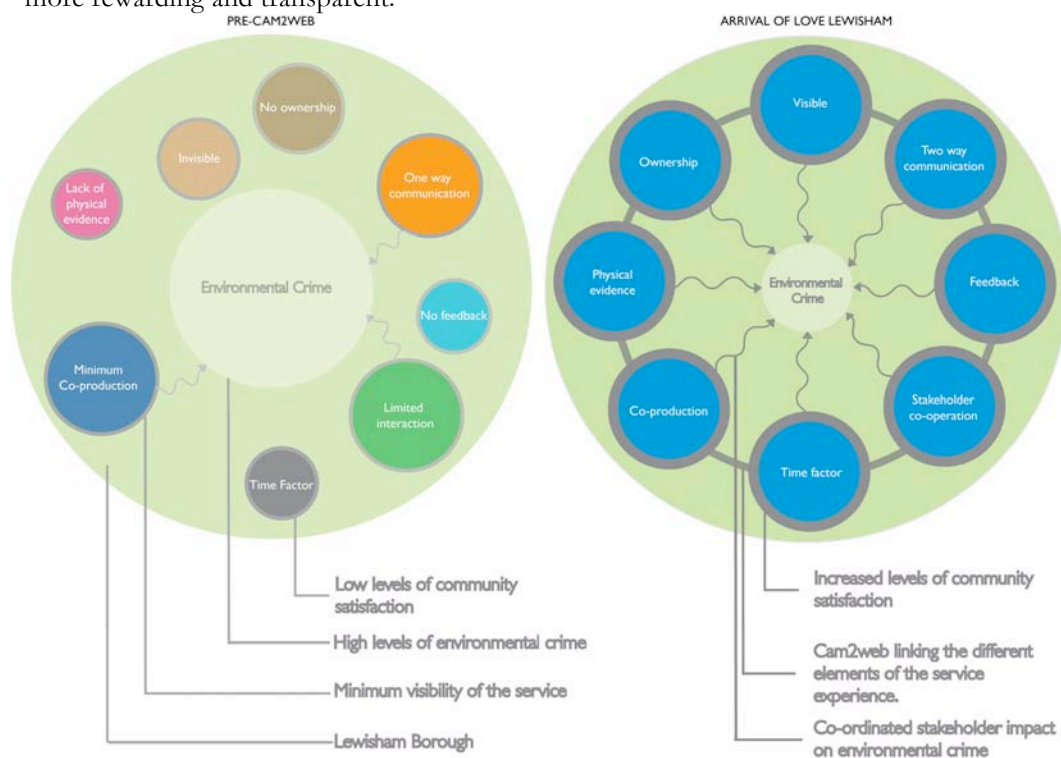 more rewarding and transparent.
PRE-CAM2WEB
No ownership
Invisible
One way
communication
Lack of
physical
evidence
Environmental Crime
No feedback
Minimum
Co-production
Limited
interaction
Time Factor
Low levels of community
satisfaction
High levels of environmental crime
Minimum visibility of the service
Lewisham Borough
ARRIVAL OF LOVE LEWISHAM
Visible
Ownership
Two way
communication
Physical
evidence
Environmental
Crime
Feedback
Co-production
Stakeholder
co-operation
Time factor
Increased levels of community
satisfaction
Cam2web linking the different
elements of the service
experience.
Co-ordinated stakeholder impact
on environmental crime